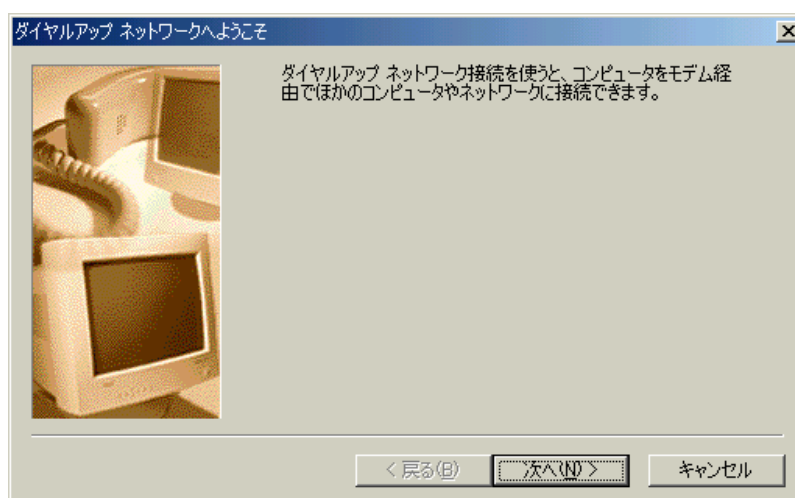 ダイヤルアップ ネットワークへようこそ
ダイヤルアップ ネットワーク接続を使うと、コンピュータをモデム経
由でほかのコンピュータやネットワークに接続できます。
< 戻る(B)
次へ(N) >
キャンセル